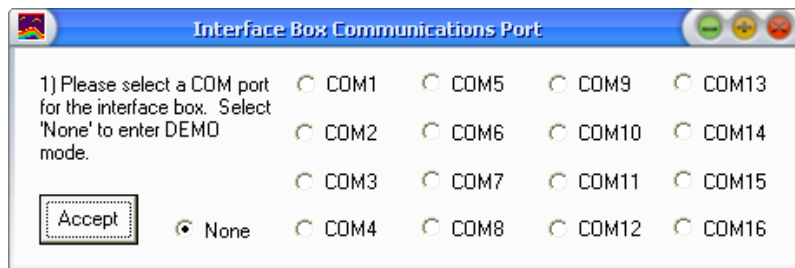 Interface Box Communications Port
1) Please select a COM port
for the interface box. Select
'None' to enter DEMO
mode.
Accept
None
COM1
COM2
COM3
COM4
COM5
COM6
COM7
COM8
COM9
COM10
COM11
COM12
COM13
COM14
COM15
COM16